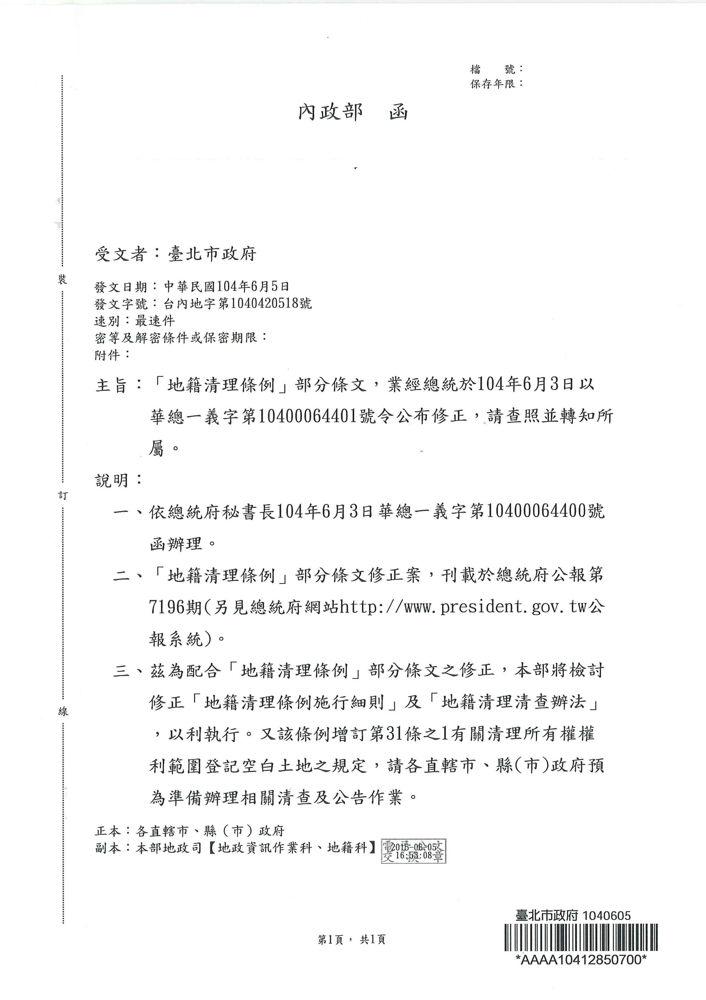 檔　　號：
保存年限：
內政部　函
受文者：臺北市政府
發文日期：中華民國104年6月5日
發文字號：台內地字第1040420518號
速別：最速件
密等及解密條件或保密期限：
附件：
主旨：「地籍清理條例」部分條文，業經總統於104年6月3日以
華總一義字第10400064401號令公布修正，請查照並轉知所
屬。
說明：
一、依總統府秘書長104年6月3日華總一義字第10400064400號
函辦理。
二、「地籍清理條例」部分條文修正案，刊載於總統府公報第
7196期(另見總統府網站http://www.president.gov.tw公
報系統)。
三、茲為配合「地籍清理條例」部分條文之修正，本部將檢討
修正「地籍清理條例施行細則」及「地籍清理清查辦法」
，以利執行。又該條例增訂第31條之1有關清理所有權權
利範圍登記空白土地之規定，請各直轄市、縣(市)政府預
為準備辦理相關清查及公告作業。
正本：各直轄市、縣（市）政府
副本：本部地政司【地政資訊作業科、地籍科】
電子公文
交換章
2015-06-05
16:53:08
裝
訂
線
第1頁，共1頁
臺北市政府 1040605
*AAAA10412850700*